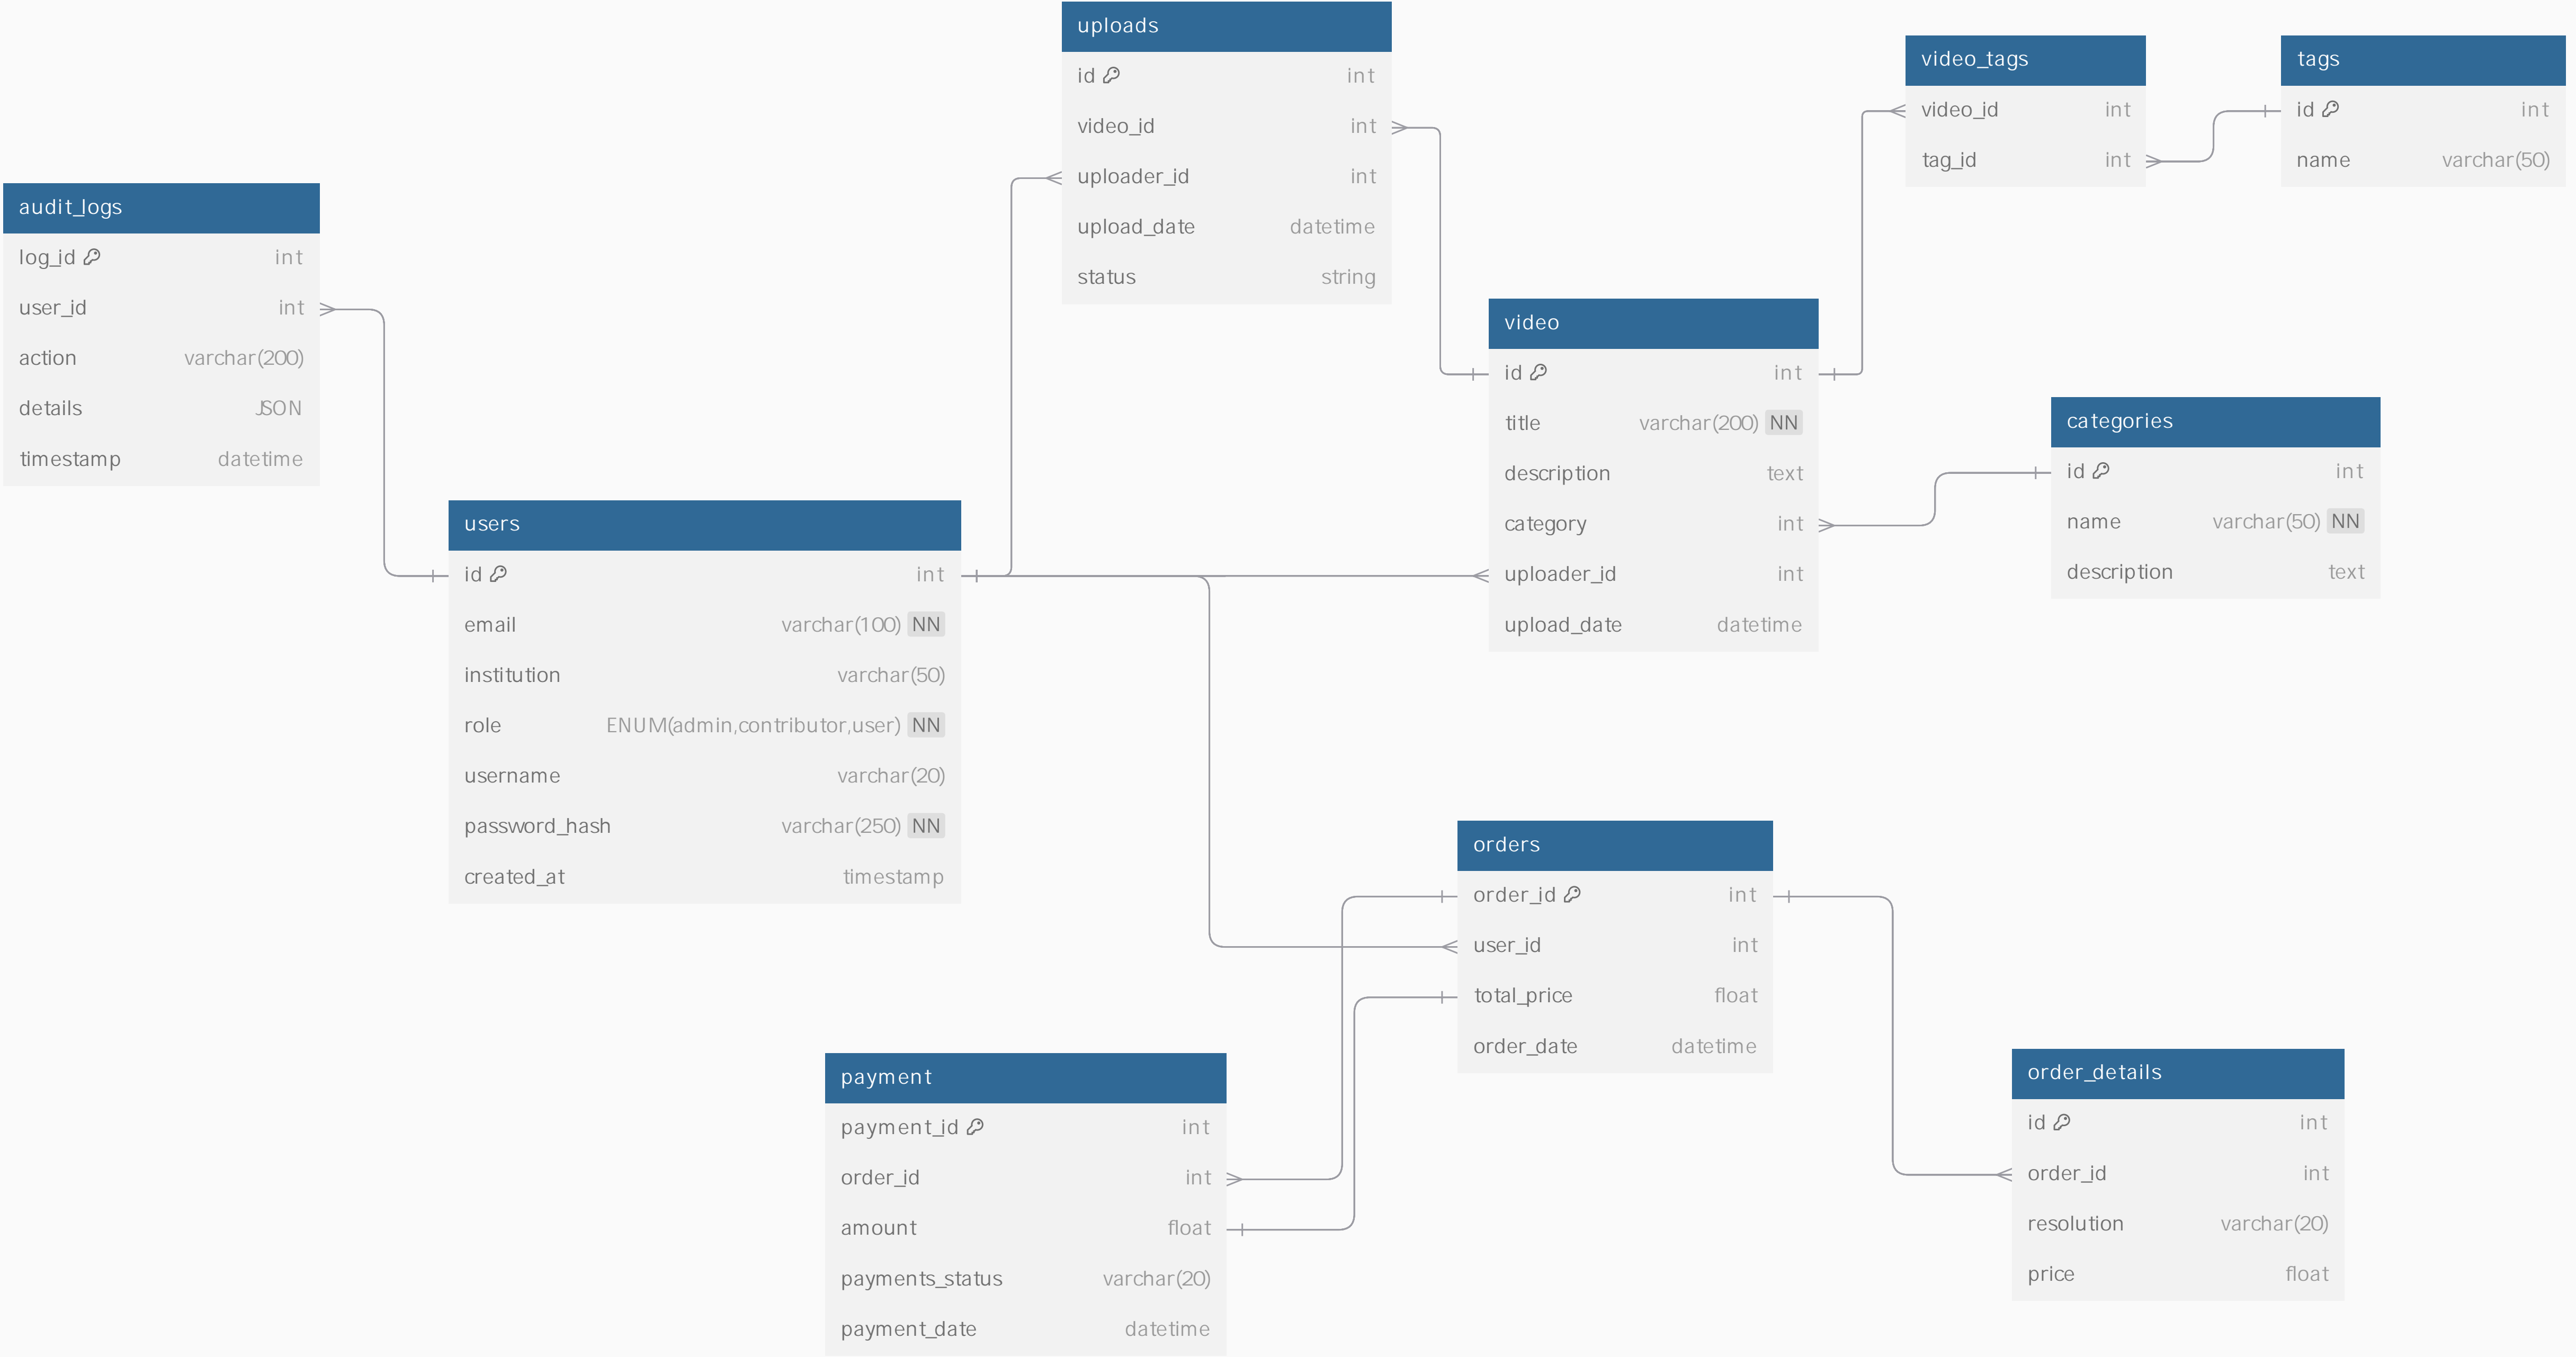 uploads
id int
video_id int
uploader_id int
upload_date datetime
status string
video_tags
video_id int
tag_id int
tags
id int
name varchar(50)
audit_logs
log_id int
user_id int
action varchar(200)
details JSON
timestamp datetime
video
id int
title varchar(200) NN
description text
category int
uploader_id int
upload_date datetime
categories
id int
name varchar(50) NN
description text
users
id int
email varchar(100) NN
institution varchar(50)
role ENUM(admin,contributor,user) NN
username varchar(20)
password_hash varchar(250) NN
created_at timestamp
orders
order_id int
user_id int
total_price float
order_date datetime
payment
payment_id int
order_id int
amount float
payments_status varchar(20)
payment_date datetime
order_details
id int
order_id int
resolution varchar(20)
price float